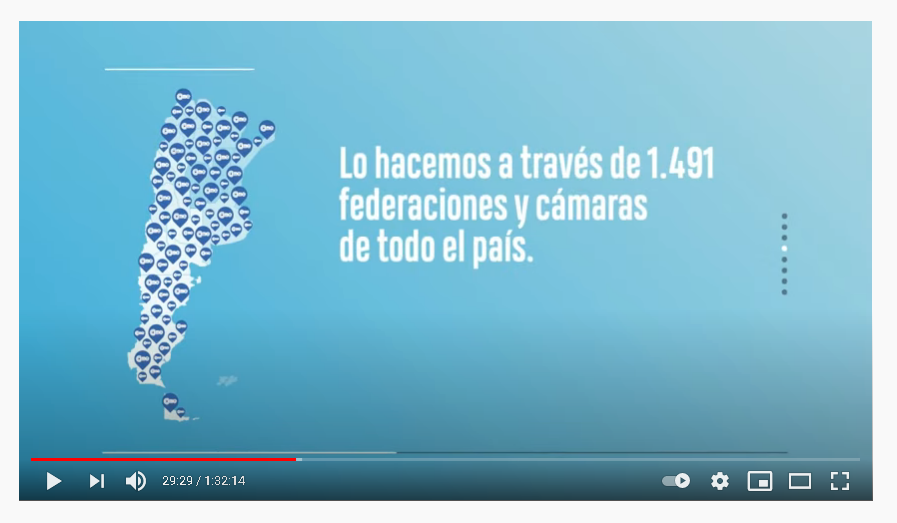 Lo hacemos a través de 1.491
federaciones y cámaras
de todo el país.
29:29 / 1:32:14